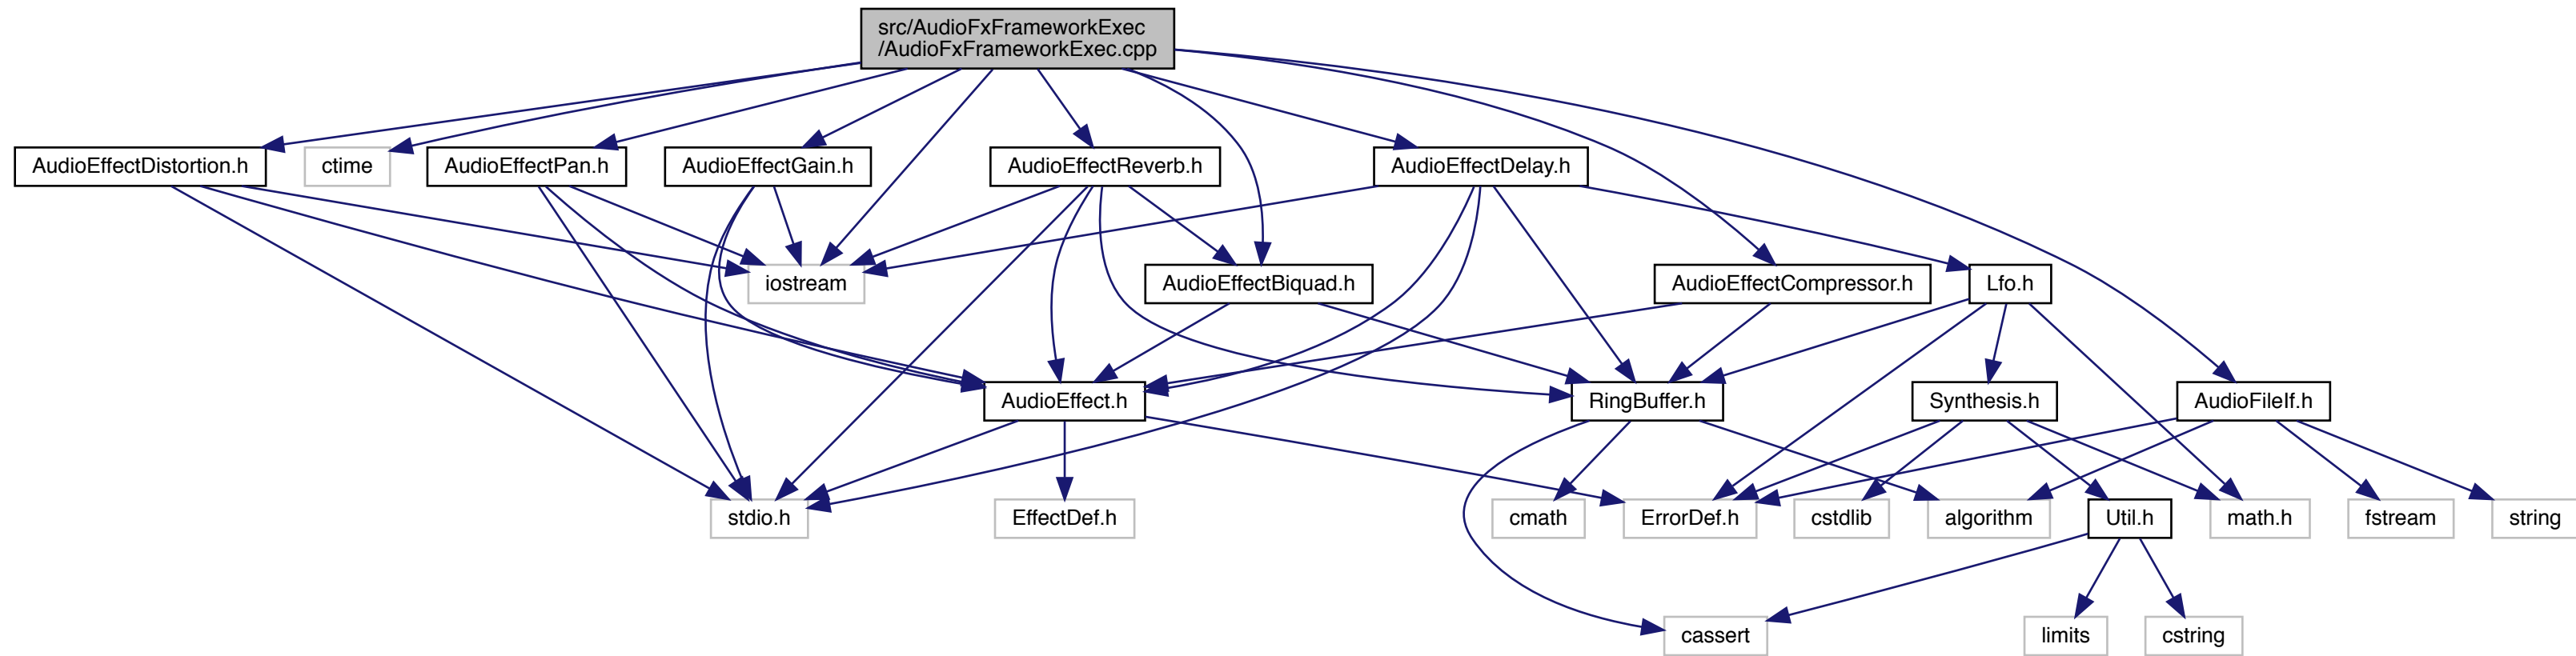 src/AudioFxFrameworkExec
/AudioFxFrameworkExec.cpp
AudioEffectDistortion.h
ctime
AudioEffectPan.h
AudioEffectGain.h
AudioEffectReverb.h
AudioEffectDelay.h
iostream
AudioEffectBiquad.h
AudioEffectCompressor.h
Lfo.h
AudioEffect.h
RingBuffer.h
Synthesis.h
AudioFileIf.h
stdio.h
EffectDef.h
cmath
ErrorDef.h
cstdlib
algorithm
Util.h
math.h
fstream
string
cassert
limits
cstring